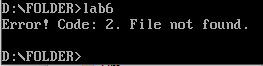 D:\FOLDER>lab6
Error! Code: 2. File not found.
D:\FOLDER>